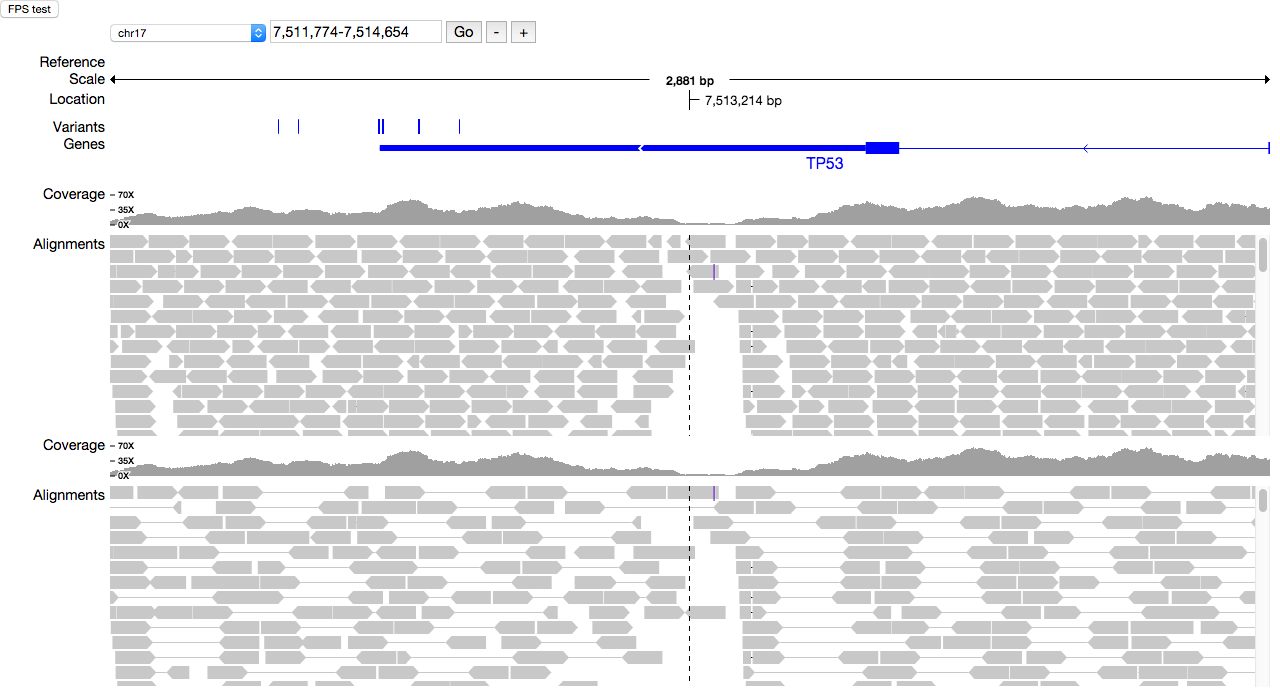 FPS test
chr17 7,511,774-7,514,654 Go - +
Reference
Scale 2,881 bp
Location 7,513,214 bp
Variants
Genes
TP53
Coverage 70X
35X
0X
Alignments
Coverage 70X
35X
0X
Alignments